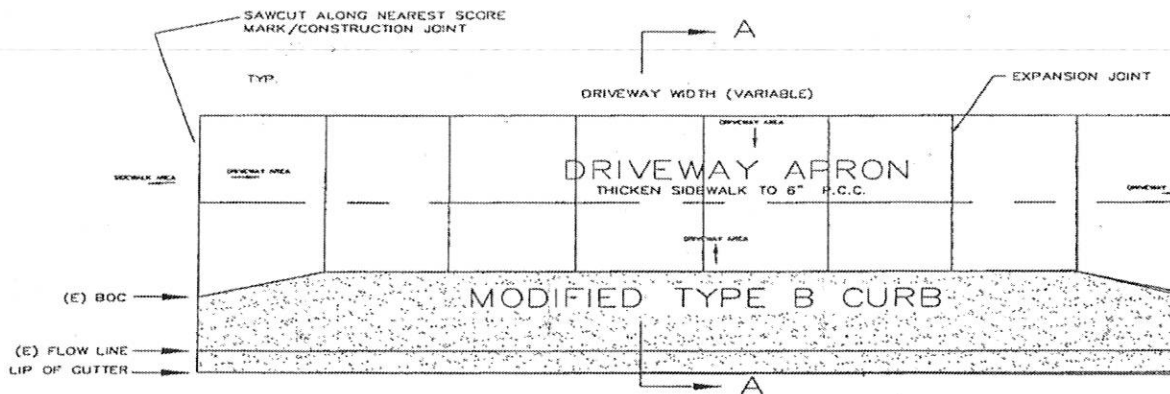 SAWCUT ALONG NEAREST SCORE
MARK/CONSTRUCTION JOINT
A
TYP.
DRIVEWAY WIDTH (VARIABLE)
EXPANSION JOINT
DRIVEWAY AREA
SIDEWALK AREA
DRIVEWAY AREA
DRIVEWAY APRON
THICKEN SIDEWALK TO 6" P.C.C.
DRIVEWAY
DRIVEWAY AREA
(E) BOC
MODIFIED TYPE B CURB
(E) FLOW LINE
LIP OF GUTTER
A